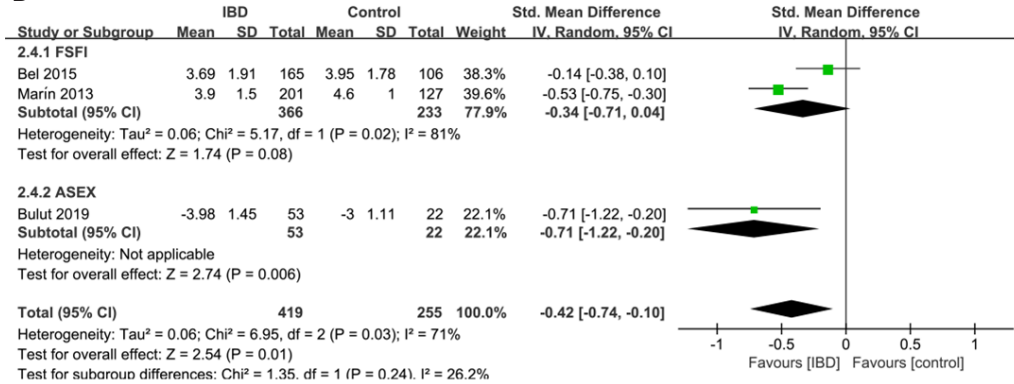 IBD Control Std. Mean Difference Std. Mean Difference
Study or Subgroup Mean SD Total Mean SD Total Weight IV. Random. 95% CI IV. Random. 95% CI
2.4.1 FSFI
Bel 2015 3.69 1.91 165 3.95 1.78 106 38.3% -0.14 [-0.38, 0.10]
Marín 2013 3.9 1.5 201 4.6 1 127 39.6% -0.53 [-0.75, -0.30]
Subtotal (95% CI) 366 233 77.9% -0.34 [-0.71, 0.04]
Heterogeneity: Tau² = 0.06; Chi² = 5.17, df = 1 (P = 0.02); I² = 81%
Test for overall effect: Z = 1.74 (P = 0.08)
2.4.2 ASEX
Bulut 2019 -3.98 1.45 53 -3 1.11 22 22.1% -0.71 [-1.22, -0.20]
Subtotal (95% CI) 53 22 22.1% -0.71 [-1.22, -0.20]
Heterogeneity: Not applicable
Test for overall effect: Z = 2.74 (P = 0.006)
Total (95% CI) 419 255 100.0% -0.42 [-0.74, -0.10]
Heterogeneity: Tau² = 0.06; Chi² = 6.95, df = 2 (P = 0.03); I² = 71%
Test for overall effect: Z = 2.54 (P = 0.01)
Test for subgroup differences: Chi² = 1.35. df = 1 (P = 0.24). I² = 26.2%
-1 -0.5 0 0.5 1
Favours [IBD] Favours [control]